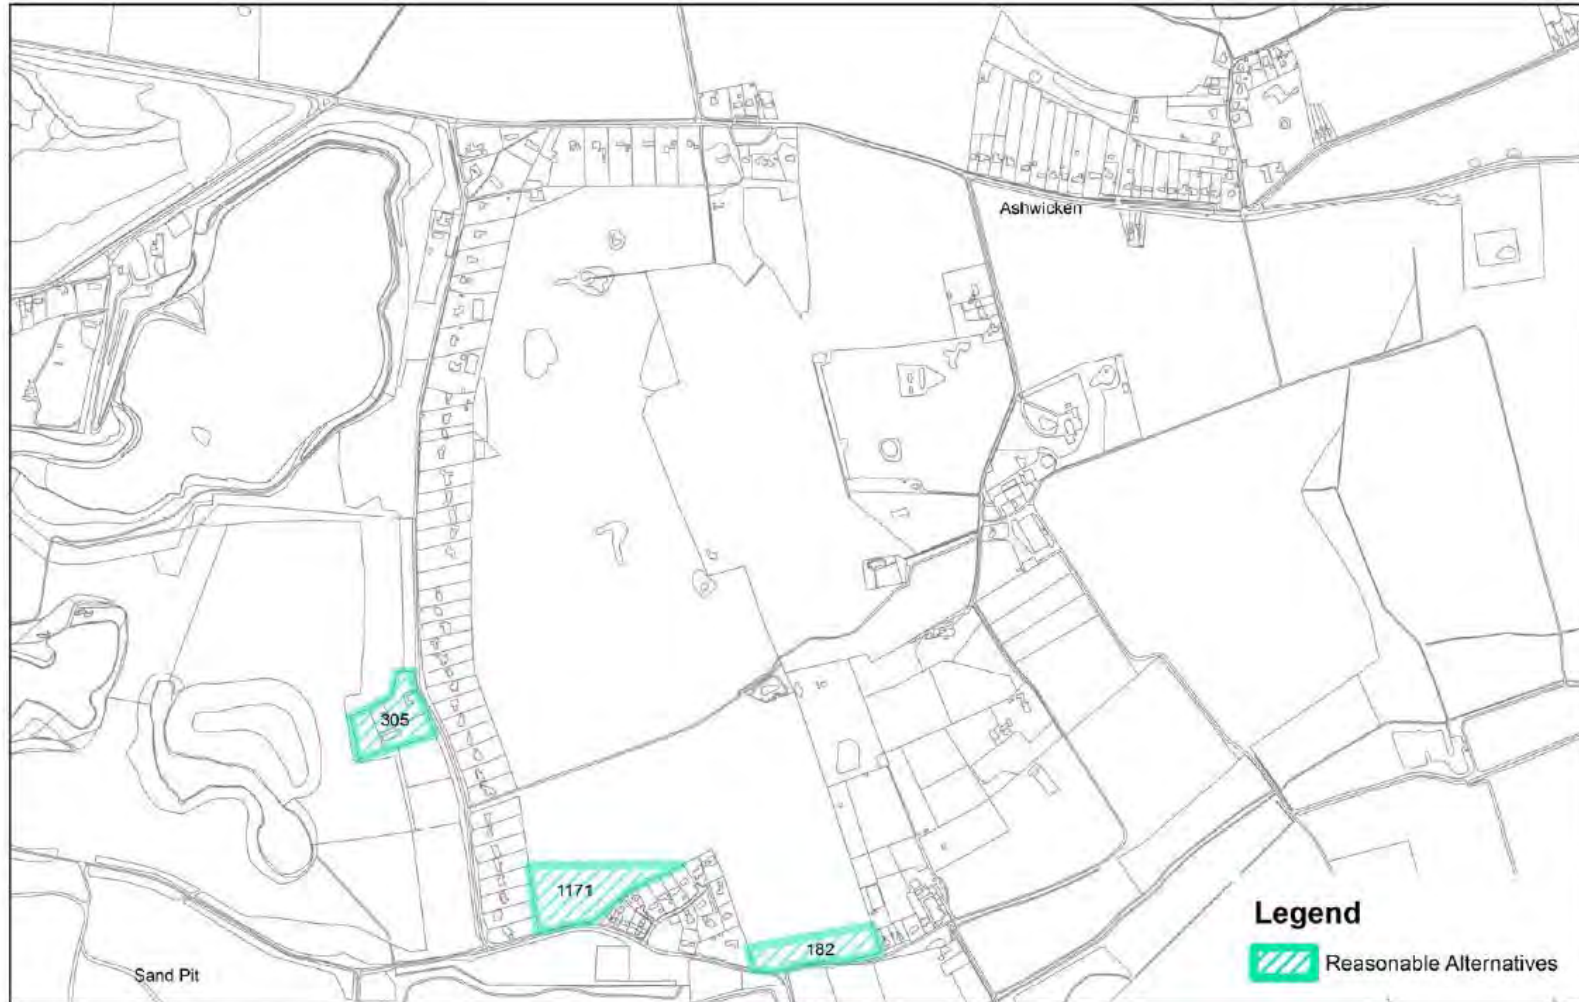 Ashwicken
305
1171
182
Sand Pit
Legend
Reasonable Alternatives